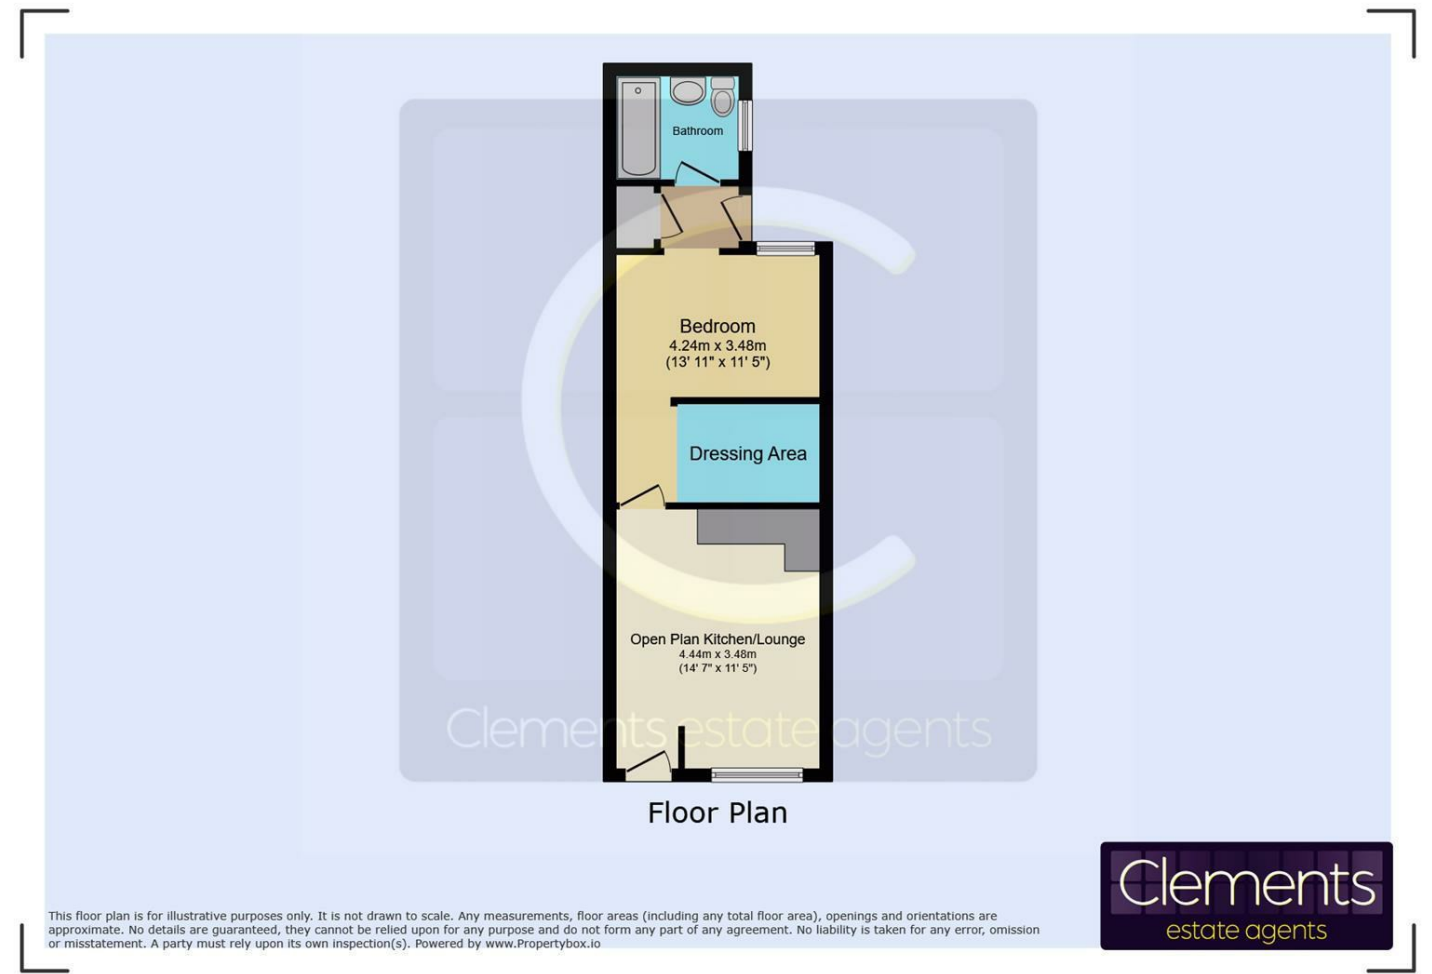 Bathroom
Bedroom
4.24m x 3.48m
(13' 11" x 11' 5")
Dressing Area
Open Plan Kitchen/Lounge
4.44m x 3.48m
(14' 7" x 11' 5")
Clements estate agents
Floor Plan
Clements
estate agents
This floor plan is for illustrative purposes only. It is not drawn to scale. Any measurements, floor areas (including any total floor area), openings and orientations are
approximate. No details are guaranteed, they cannot be relied upon for any purpose and do not form any part of any agreement. No liability is taken for any error, omission
or misstatement. A party must rely upon its own inspection(s). Powered by www.Propertybox.io